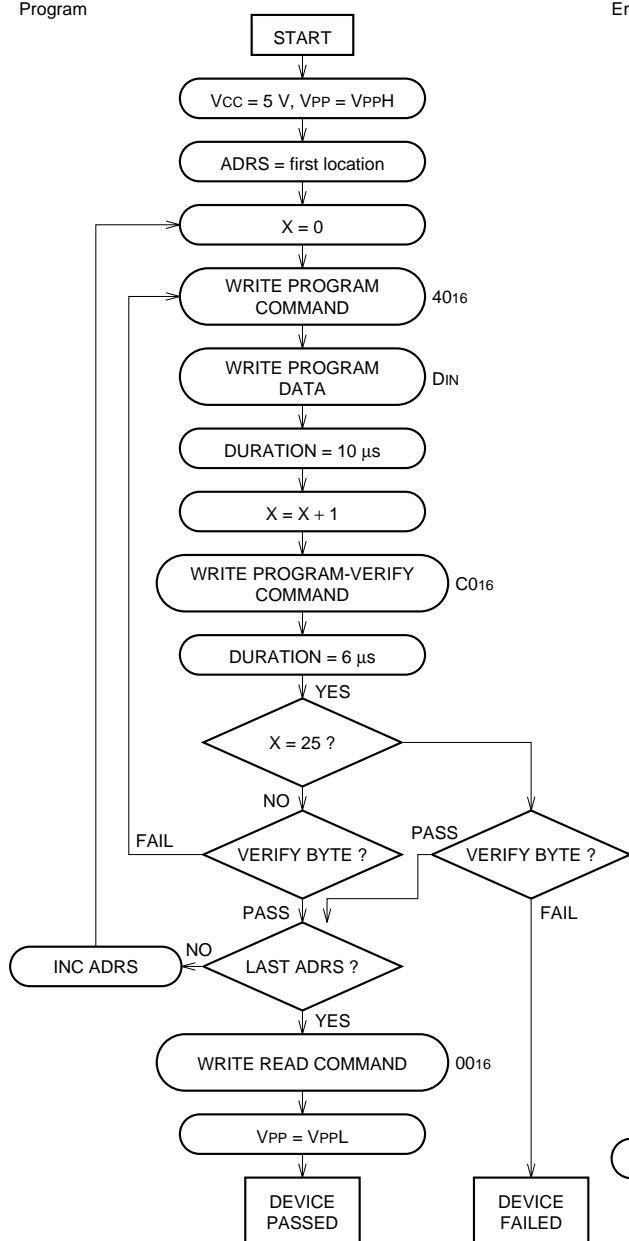 Program
Er
START
VCC = 5 V, VPP = VPPH
ADRS = first location
X = 0
WRITE PROGRAM
COMMAND
4016
WRITE PROGRAM
DATA
DIN
DURATION = 10 µs
X = X + 1
WRITE PROGRAM-VERIFY
COMMAND
C016
DURATION = 6 µs
YES
X = 25 ?
NO
FAIL
VERIFY BYTE ?
PASS
VERIFY BYTE ?
PASS
FAIL
INC ADRS
NO
LAST ADRS ?
YES
WRITE READ COMMAND
0016
VPP = VPPL
DEVICE
PASSED
DEVICE
FAILED